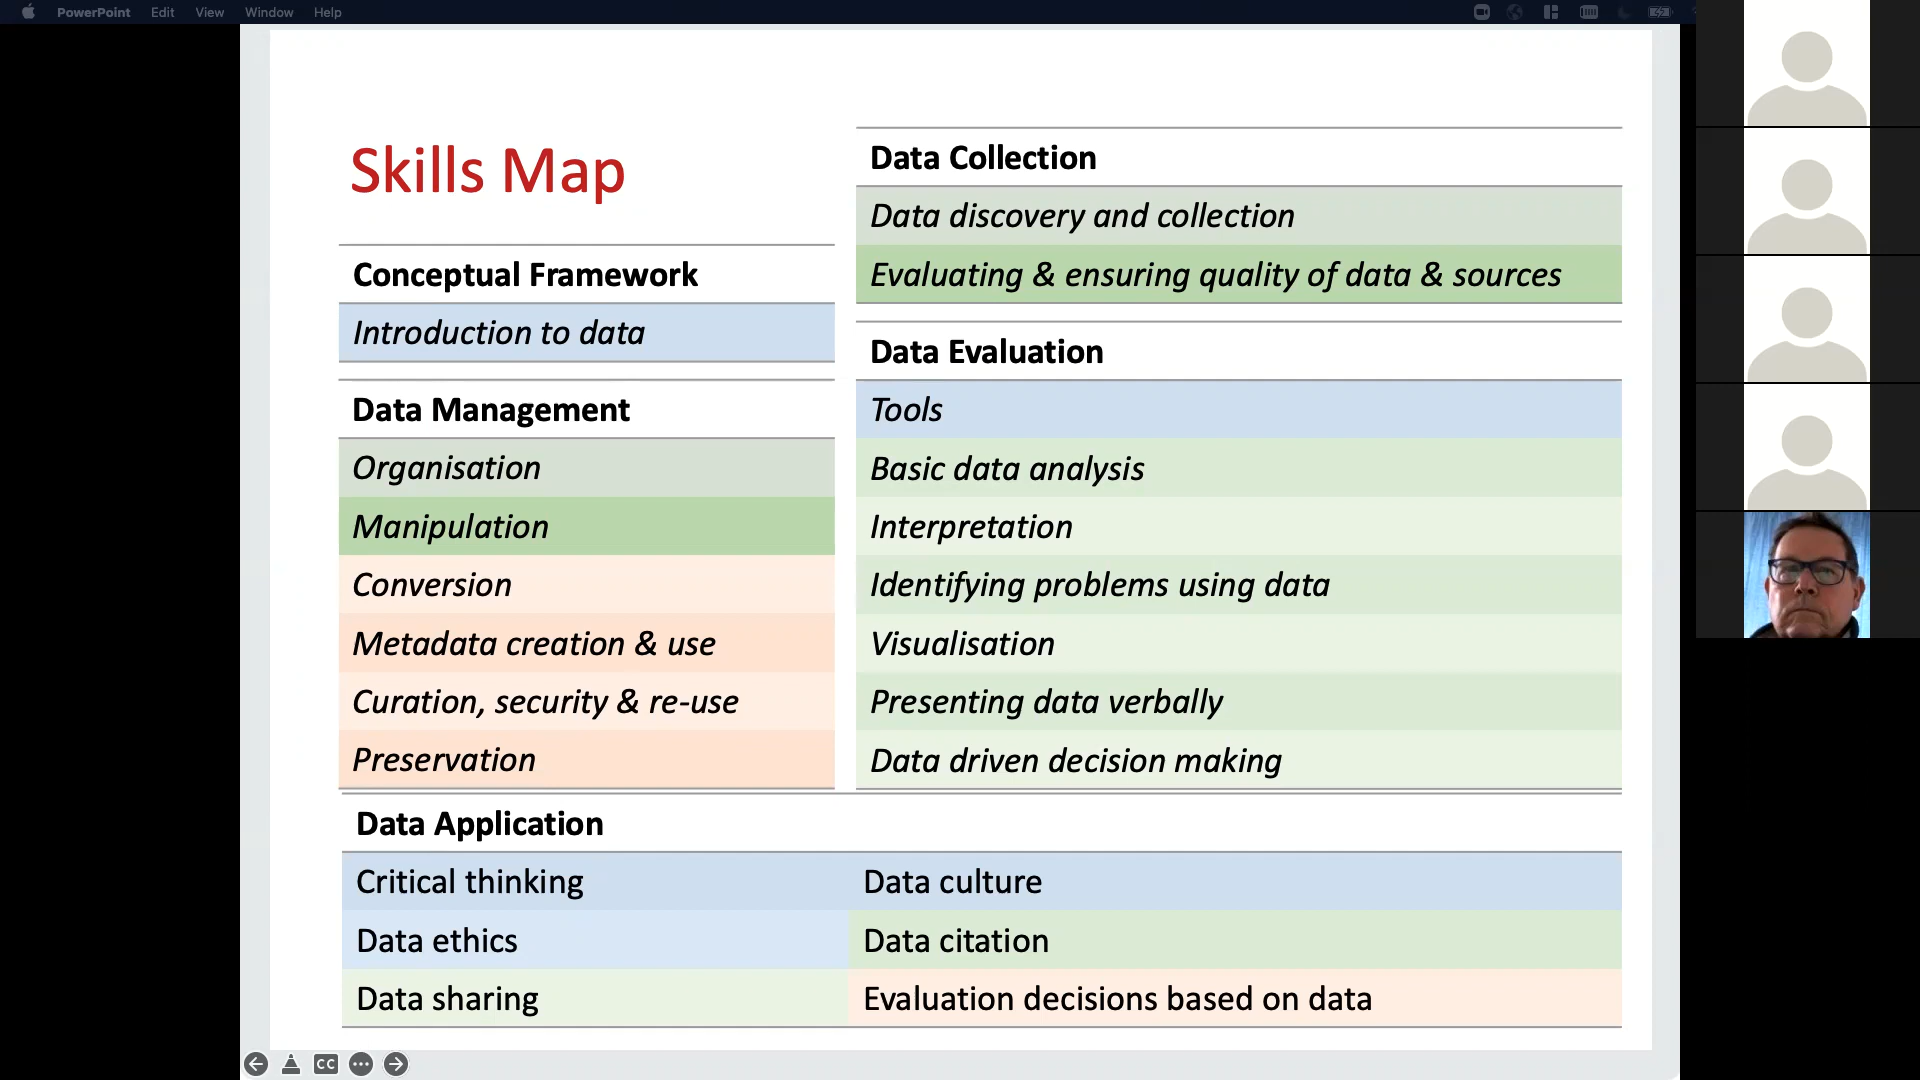 PowerPoint Edit View Window Help
Skills Map
Conceptual Framework
Introduction to data
Data Management
Organisation
Manipulation
Conversion
Metadata creation & use
Curation, security & re-use
Preservation
Data Collection
Data discovery and collection
Evaluating & ensuring quality of data & sources
Data Evaluation
Tools
Basic data analysis
Interpretation
Identifying problems using data
Visualisation
Presenting data verbally
Data driven decision making
Data Application
Critical thinking Data culture
Data ethics Data citation
Data sharing Evaluation decisions based on data
CC